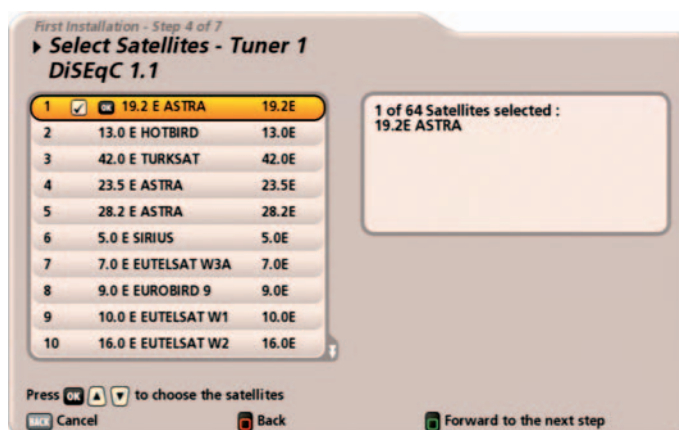 First Installation - Step 4 of 7
Select Satellites - Tuner 1
DiSEqC 1.1
1 OK 19.2 E ASTRA 19.2E
2 13.0 E HOTBIRD 13.0E
3 42.0 E TURKSAT 42.0E
4 23.5 E ASTRA 23.5E
5 28.2 E ASTRA 28.2E
6 5.0 E SIRIUS 5.0E
7 7.0 E EUTELSAT W3A 7.0E
8 9.0 E EUROBIRD 9 9.0E
9 10.0 E EUTELSAT W1 10.0E
10 16.0 E EUTELSAT W2 16.0E
1 of 64 Satellites selected :
19.2E ASTRA
Press OK to choose the satellites
BACK Cancel Back Forward to the next step